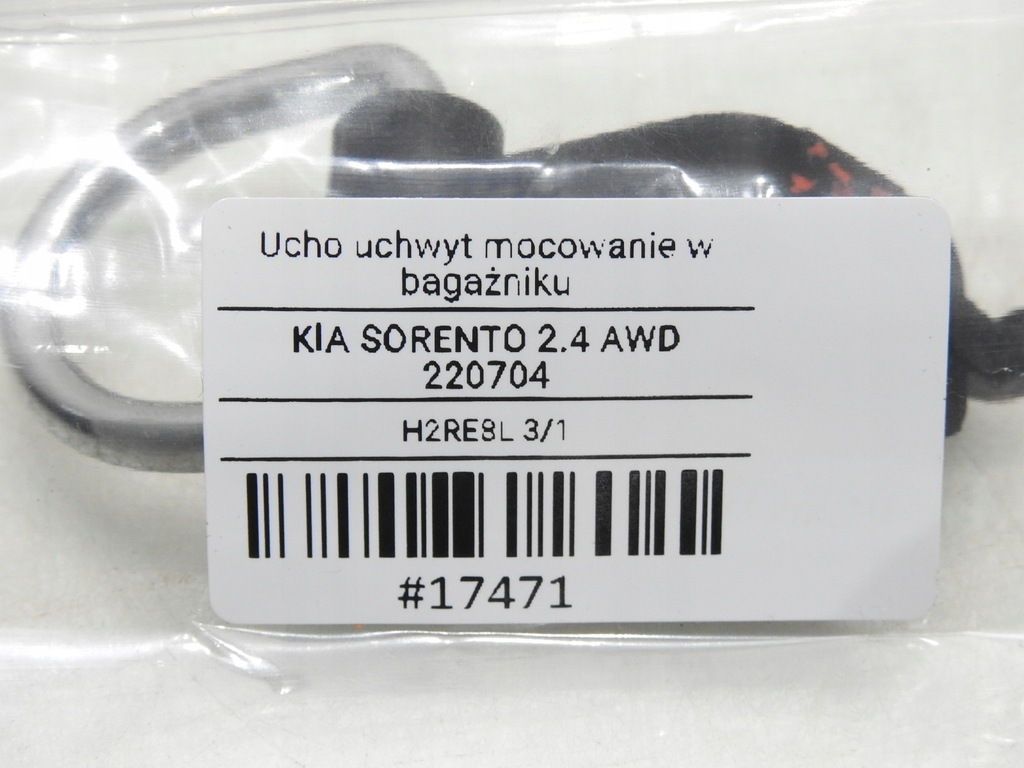 Ucho uchwyt mocowanie w
bagażniku
KIA SORENTO 2.4 AWD
220704
H2RE8L 3/1
#17471